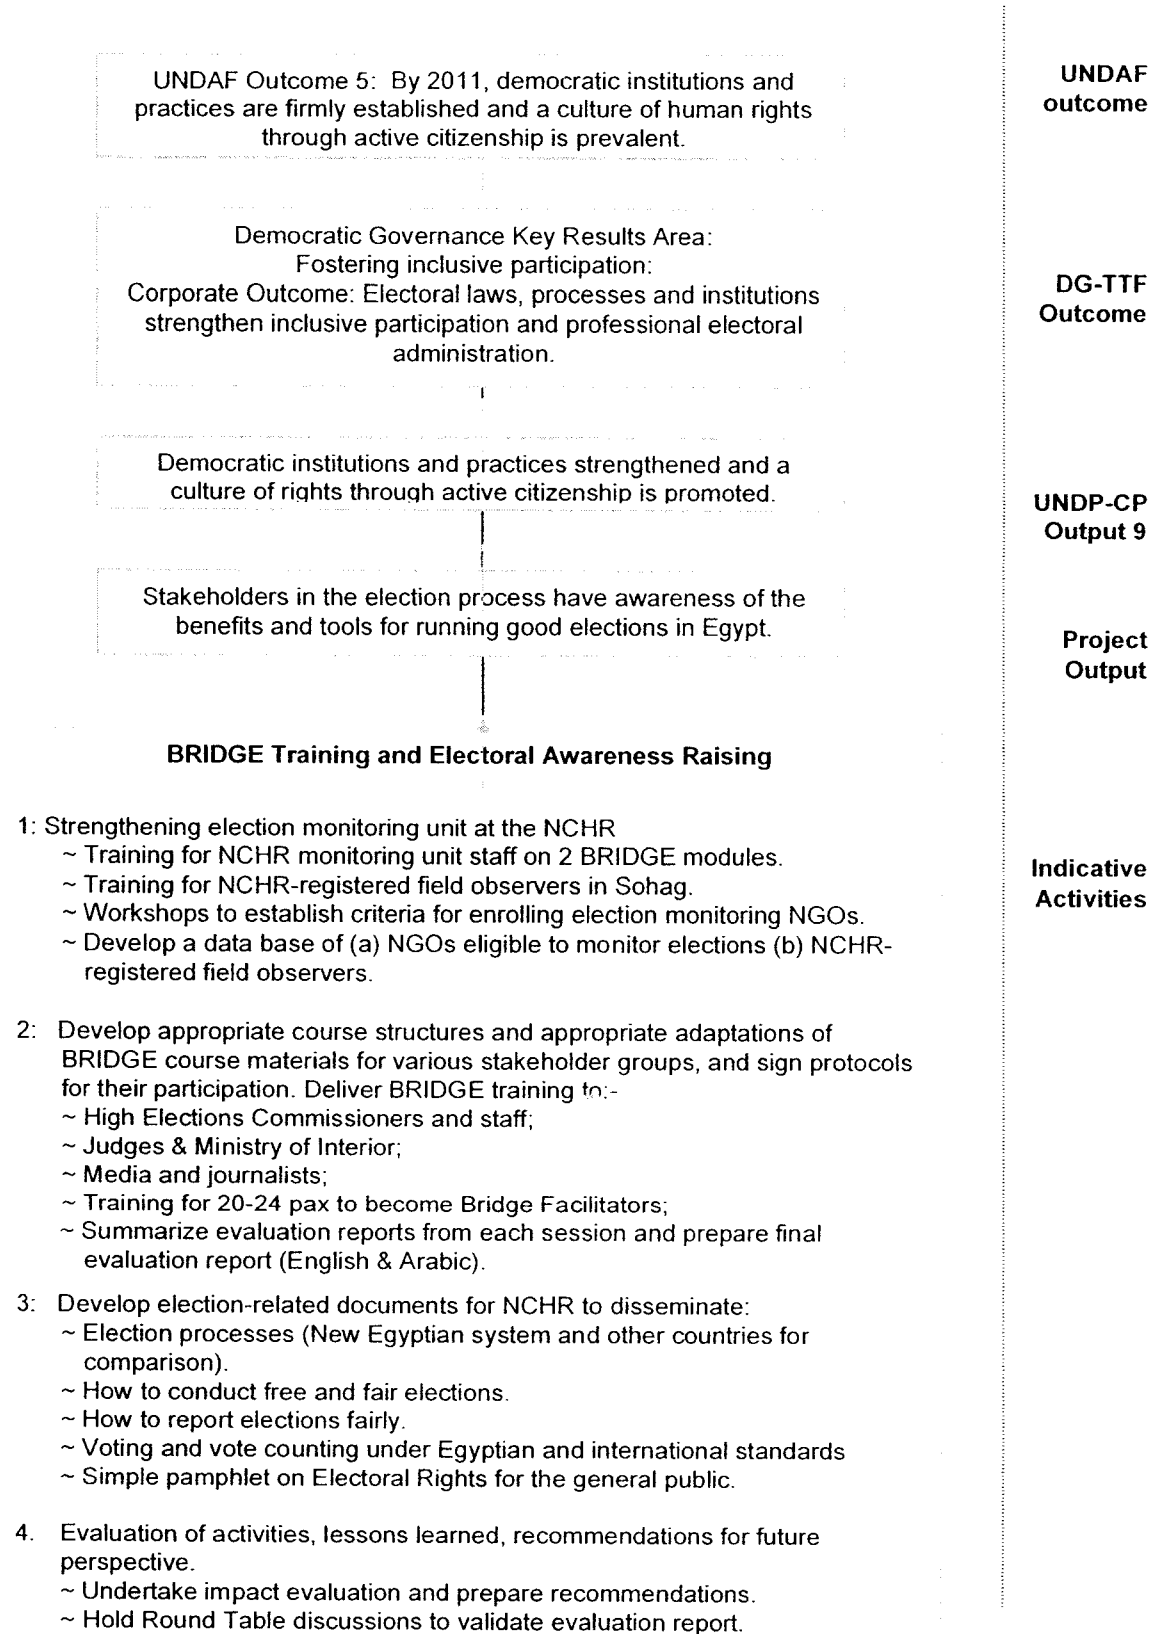 UNDAF Outcome 5: By 2011, democratic institutions and
practices are firmly established and a culture of human rights
through active citizenship is prevalent.
UNDAF
outcome
Democratic Governance Key Results Area:
Fostering inclusive participation:
Corporate Outcome: Electoral laws, processes and institutions
strengthen inclusive participation and professional electoral
administration.
DG-TTF
Outcome
Democratic institutions and practices strengthened and a
culture of rights through active citizenship is promoted.
UNDP-CP
Output 9
Stakeholders in the election process have awareness of the
benefits and tools for running good elections in Egypt.
Project
Output
BRIDGE Training and Electoral Awareness Raising
1: Strengthening election monitoring unit at the NCHR
~ Training for NCHR monitoring unit staff on 2 BRIDGE modules.
~ Training for NCHR-registered field observers in Sohag.
~ Workshops to establish criteria for enrolling election monitoring NGOs.
~ Develop a data base of (a) NGOs eligible to monitor elections (b) NCHR-
registered field observers.
Indicative
Activities
2: Develop appropriate course structures and appropriate adaptations of
BRIDGE course materials for various stakeholder groups, and sign protocols
for their participation. Deliver BRIDGE training to:-
~ High Elections Commissioners and staff;
~ Judges & Ministry of Interior;
~ Media and journalists;
~ Training for 20-24 pax to become Bridge Facilitators;
~ Summarize evaluation reports from each session and prepare final
evaluation report (English & Arabic).
3: Develop election-related documents for NCHR to disseminate:
~ Election processes (New Egyptian system and other countries for
comparison).
~ How to conduct free and fair elections.
~ How to report elections fairly.
~ Voting and vote counting under Egyptian and international standards
~ Simple pamphlet on Electoral Rights for the general public.
4. Evaluation of activities, lessons learned, recommendations for future
perspective.
~ Undertake impact evaluation and prepare recommendations.
~ Hold Round Table discussions to validate evaluation report.